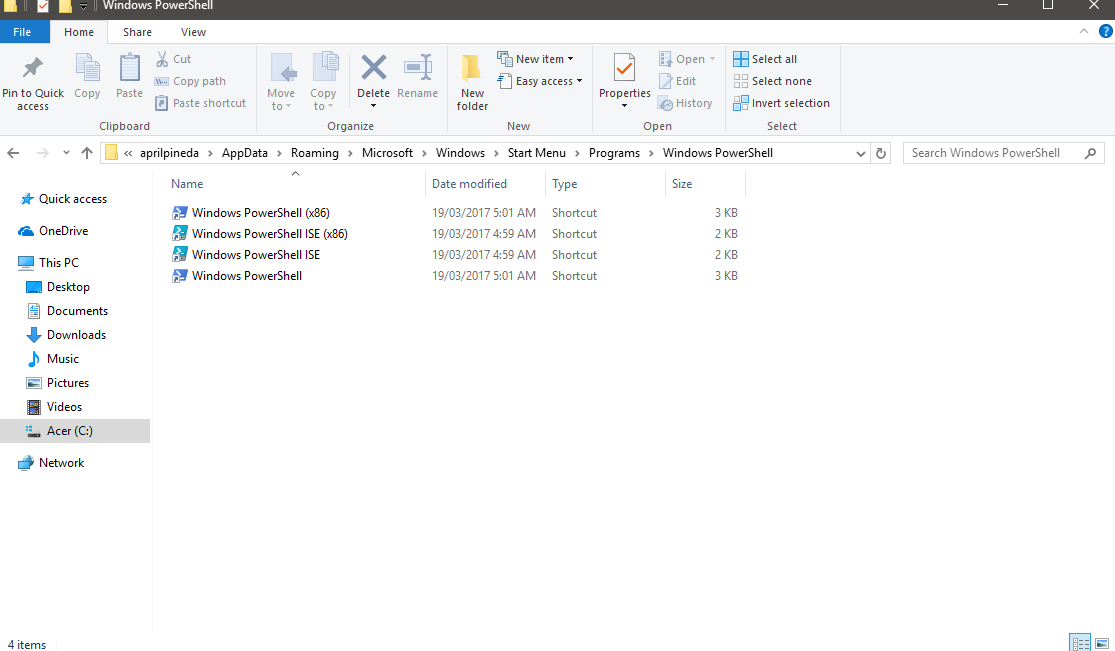 Windows PowerShell
File Home Share View
Pin to Quick access
Copy
Paste
Cut
Copy path
Paste shortcut
Clipboard
Move to
Copy to
Delete
Rename
Organize
New folder
New item
Easy access
New
Properties
Open
Edit
History
Open
Select all
Select none
Invert selection
Select
« aprilpineda > AppData > Roaming > Microsoft > Windows > Start Menu > Programs > Windows PowerShell
Search Windows PowerShell
Quick access
OneDrive
This PC
Desktop
Documents
Downloads
Music
Pictures
Videos
Acer (C:)
Network
Name Date modified Type Size
Windows PowerShell (x86) 19/03/2017 5:01 AM Shortcut 3 KB
Windows PowerShell ISE (x86) 19/03/2017 4:59 AM Shortcut 2 KB
Windows PowerShell ISE 19/03/2017 4:59 AM Shortcut 2 KB
Windows PowerShell 19/03/2017 5:01 AM Shortcut 3 KB
4 items